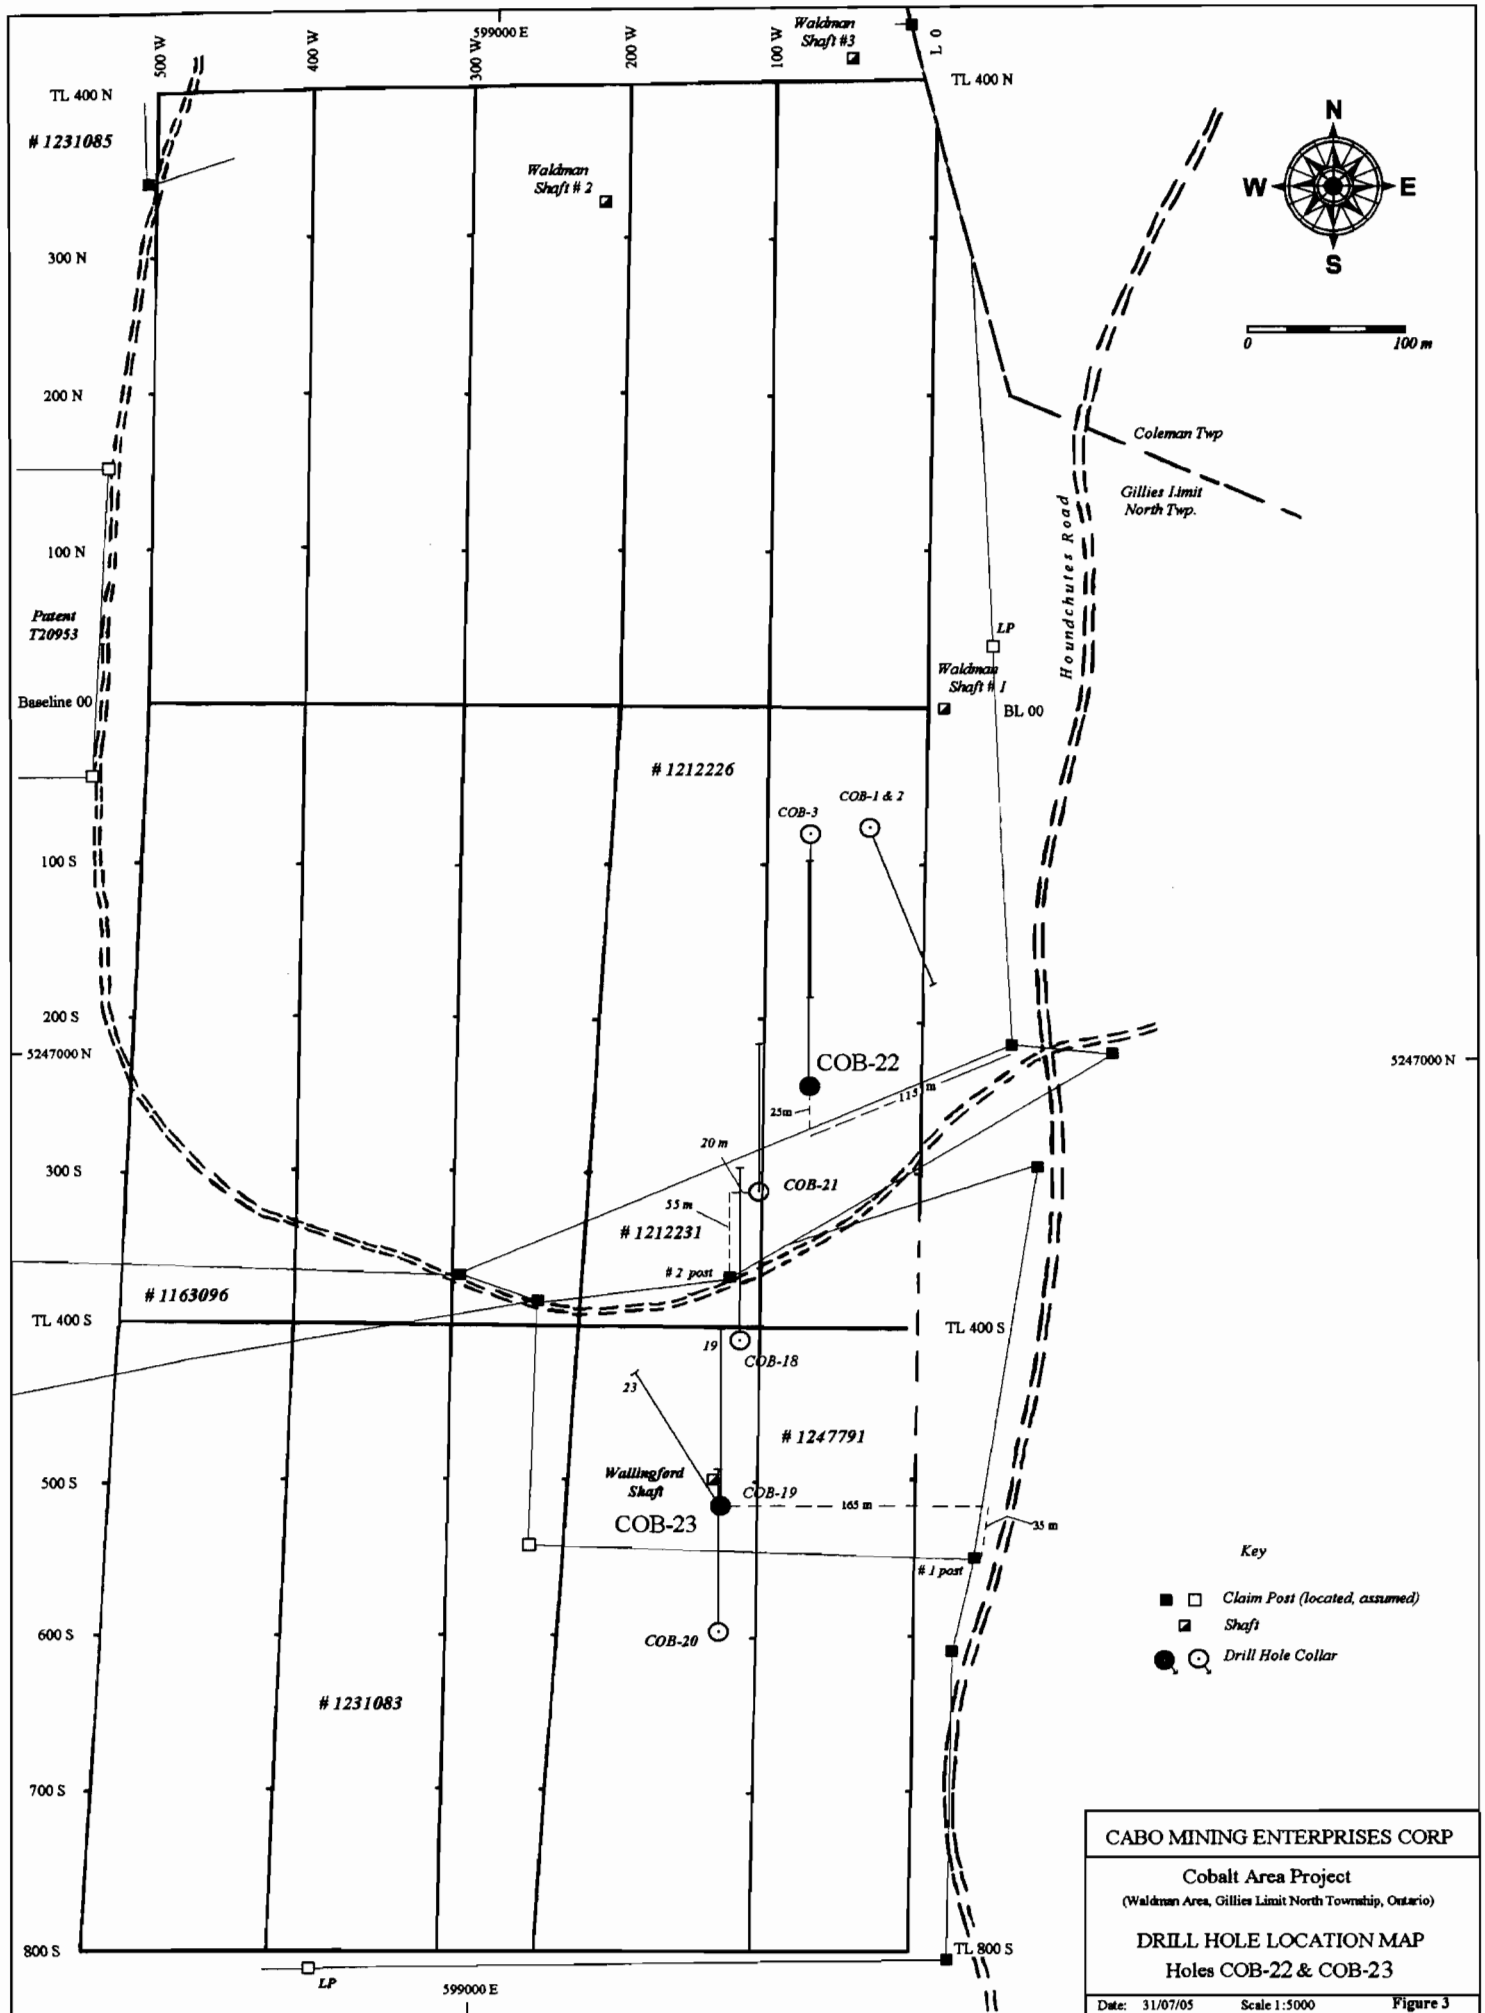 599000 E
500 W
400 W
300 W
200 W
100 W
L 0
Waldman
Shaft #3
TL 400 N
TL 400 N
# 1231085
Waldman
Shaft # 2
N
W
E
S
300 N
0
100 m
200 N
Coleman Twp
Gillies Limit
North Twp.
Houndchutes Road
100 N
Patent
T20953
LP
Waldman
Shaft # 1
Baseline 00
BL 00
# 1212226
COB-3
COB-1 & 2
100 S
200 S
5247000 N
5247000 N
COB-22
25m
115 m
20 m
300 S
COB-21
55 m
# 1212231
# 2 post
# 1163096
TL 400 S
TL 400 S
19
COB-18
23
# 1247791
500 S
Wallingford
Shaft
COB-19
165 m
COB-23
35 m
# 1 post
Key
Claim Post (located, assumed)
Shaft
Drill Hole Collar
600 S
COB-20
# 1231083
700 S
800 S
TL 800 S
LP
599000 E
CABO MINING ENTERPRISES CORP
Cobalt Area Project
(Waldman Area, Gillies Limit North Township, Ontario)
DRILL HOLE LOCATION MAP
Holes COB-22 & COB-23
Date: 31/07/05 Scale 1:5000 Figure 3